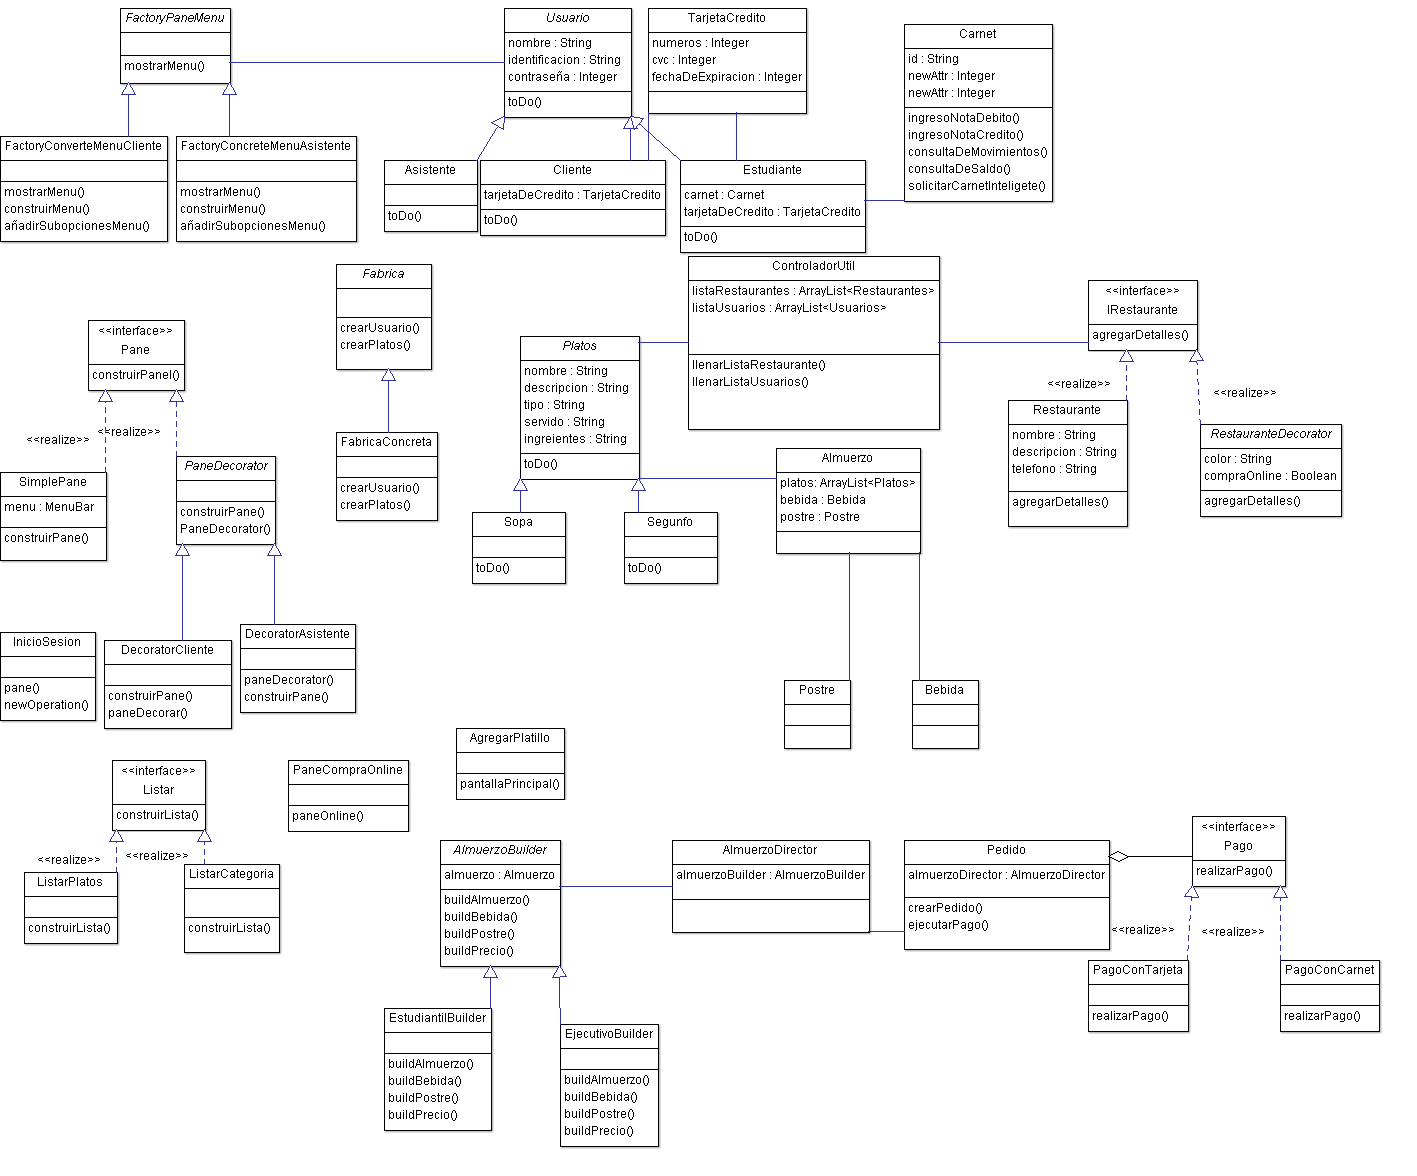 FactoryPaneMenu
mostrarMenu()
Usuario
nombre : String
identificacion : String
contraseña : Integer
toDo()
TarjetaCredito
numeros : Integer
cvc : Integer
fechaDeExpiracion : Integer
Carnet
id : String
newAttr : Integer
newAttr : Integer
ingresoNotaDebito()
ingresoNotaCredito()
consultaDeMovimientos()
consultaDeSaldo()
solicitarCarnetInteligete()
FactoryConverteMenuCliente
mostrarMenu()
construirMenu()
añadirSubopcionesMenu()
FactoryConcreteMenuAsistente
mostrarMenu()
construirMenu()
añadirSubopcionesMenu()
Asistente
toDo()
Cliente
tarjetaDeCredito : TarjetaCredito
toDo()
Estudiante
carnet : Carnet
tarjetaDeCredito : TarjetaCredito
toDo()
Fabrica
crearUsuario()
crearPlatos()
ControladorUtil
listaRestaurantes : ArrayList<Restaurantes>
listaUsuarios : ArrayList<Usuarios>
llenarListaRestaurante()
llenarListaUsuarios()
<<interface>>
IRestaurante
agregarDetalles()
<<interface>>
Pane
construirPanel()
Platos
nombre : String
descripcion : String
tipo : String
servido : String
ingreientes : String
toDo()
<<realize>>
<<realize>>
Restaurante
nombre : String
descripcion : String
telefono : String
agregarDetalles()
RestauranteDecorator
color : String
compraOnline : Boolean
agregarDetalles()
<<realize>>
<<realize>>
FabricaConcreta
crearUsuario()
crearPlatos()
SimplePane
menu : MenuBar
construirPane()
PaneDecorator
construirPane()
PaneDecorator()
Almuerzo
platos: ArrayList<Platos>
bebida : Bebida
postre : Postre
Sopa
toDo()
Segunfo
toDo()
InicioSesion
pane()
newOperation()
DecoratorCliente
construirPane()
paneDecorar()
DecoratorAsistente
paneDecorator()
construirPane()
Postre
Bebida
AgregarPlatillo
pantallaPrincipal()
<<interface>>
Listar
construirLista()
PaneCompraOnline
paneOnline()
<<realize>>
<<realize>>
ListarPlatos
construirLista()
ListarCategoria
construirLista()
AlmuerzoBuilder
almuerzo : Almuerzo
buildAlmuerzo()
buildBebida()
buildPostre()
buildPrecio()
AlmuerzoDirector
almuerzoBuilder : AlmuerzoBuilder
Pedido
almuerzoDirector : AlmuerzoDirector
crearPedido()
ejecutarPago()
<<interface>>
Pago
realizarPago()
<<realize>>
<<realize>>
PagoConTarjeta
realizarPago()
PagoConCarnet
realizarPago()
EstudiantilBuilder
buildAlmuerzo()
buildBebida()
buildPostre()
buildPrecio()
EjecutivoBuilder
buildAlmuerzo()
buildBebida()
buildPostre()
buildPrecio()